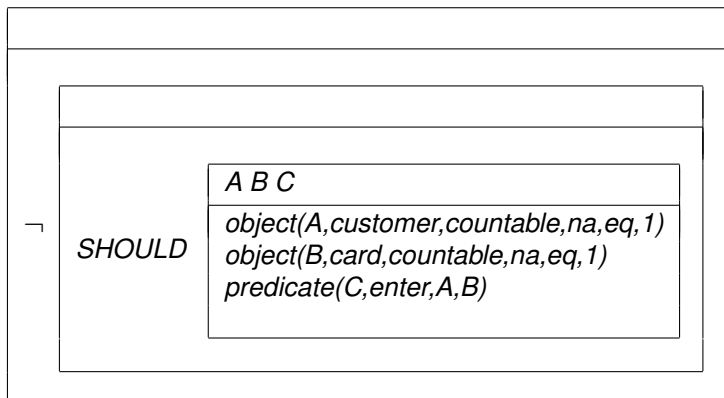 A B C
object(A,customer,countable,na,eq,1)
¬ SHOULD object(B,card,countable,na,eq,1)
predicate(C,enter,A,B)